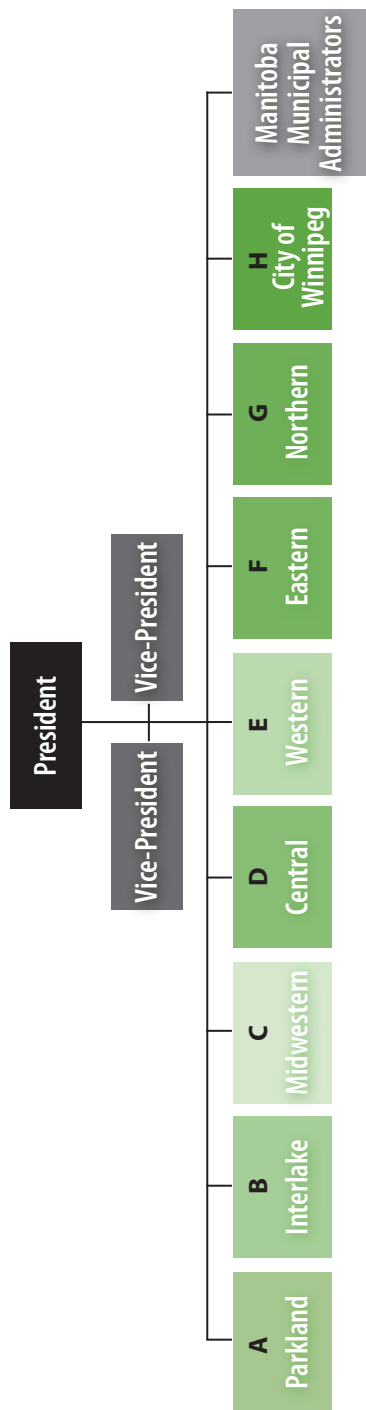 President
Vice-President
Vice-President
A
Parkland
B
Interlake
C
Midwestern
D
Central
E
Western
F
Eastern
G
Northern
H
City of
Winnipeg
Manitoba
Municipal
Administrators